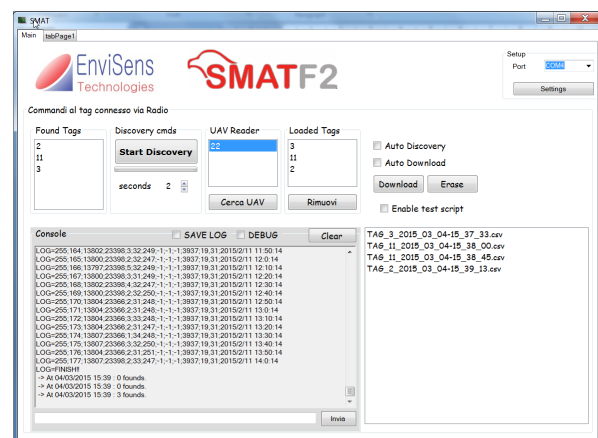 SMAT
Main tabPage1
EnviSens
Technologies
SMATF2
Setup
Port COM4
Settings
Commandi al tag connesso via Radio
Found Tags
2
11
3
Discovery cmds
Start Discovery
seconds 2
UAV Reader
22
Cerca UAV
Loaded Tags
3
11
2
Rimuovi
Auto Discovery
Auto Download
Download Erase
Enable test script
Console SAVE LOG DEBUG Clear
LOG=255;164;13802;23398;3;32;249;-1;-1;-1;3937;19;31;2015/2/11 11:50:14
LOG=255;165;13800;23398;2;32;247;-1;-1;-1;3937;19;31;2015/2/11 12:0:14
LOG=255;166;13797;23398;5;32;249;-1;-1;-1;3937;19;31;2015/2/11 12:10:14
LOG=255;167;13800;23398;3;31;249;-1;-1;-1;3937;19;31;2015/2/11 12:20:14
LOG=255;168;13802;23398;4;32;247;-1;-1;-1;3937;19;31;2015/2/11 12:30:14
LOG=255;169;13800;23398;2;32;250;-1;-1;-1;3937;19;31;2015/2/11 12:40:14
LOG=255;170;13804;23366;2;31;248;-1;-1;-1;3937;19;31;2015/2/11 12:50:14
LOG=255;171;13804;23366;2;31;248;-1;-1;-1;3937;19;31;2015/2/11 13:0:14
LOG=255;172;13808;23366;3;33;247;-1;-1;-1;3937;19;31;2015/2/11 13:10:14
LOG=255;173;13804;23366;2;31;247;-1;-1;-1;3937;19;31;2015/2/11 13:20:14
LOG=255;174;13807;23366;1;34;248;-1;-1;-1;3937;19;31;2015/2/11 13:30:14
LOG=255;175;13807;23366;3;32;250;-1;-1;-1;3937;19;31;2015/2/11 13:40:14
LOG=255;176;13804;23366;2;31;251;-1;-1;-1;3937;19;31;2015/2/11 13:50:14
LOG=255;177;13807;23398;2;33;247;-1;-1;-1;3937;19;31;2015/2/11 14:0:14
LOG=FINISH!!
-> At 04/03/2015 15:39 : 0 founds.
-> At 04/03/2015 15:39 : 0 founds.
-> At 04/03/2015 15:39 : 3 founds.
Invia
TAG_3_2015_03_04-15_37_33.csv
TAG_11_2015_03_04-15_38_00.csv
TAG_11_2015_03_04-15_38_45.csv
TAG_2_2015_03_04-15_39_13.csv